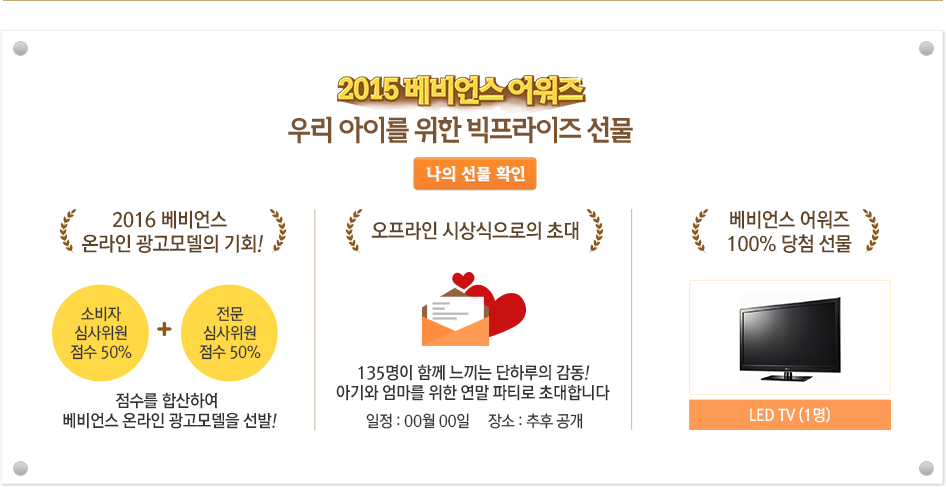 2015 베비언스 어워즈
우리 아이를 위한 빅프라이즈 선물
나의 선물 확인
2016 베비언스
온라인 광고모델의 기회!
소비자
심사위원
점수 50%
+
전문
심사위원
점수 50%
점수를 합산하여
베비언스 온라인 광고모델을 선발!
오프라인 시상식으로의 초대
135명이 함께 느끼는 단하루의 감동!
아기와 엄마를 위한 연말 파티로 초대합니다
일정 : 00월 00일 장소 : 추후 공개
베비언스 어워즈
100% 당첨 선물
LED TV (1명)